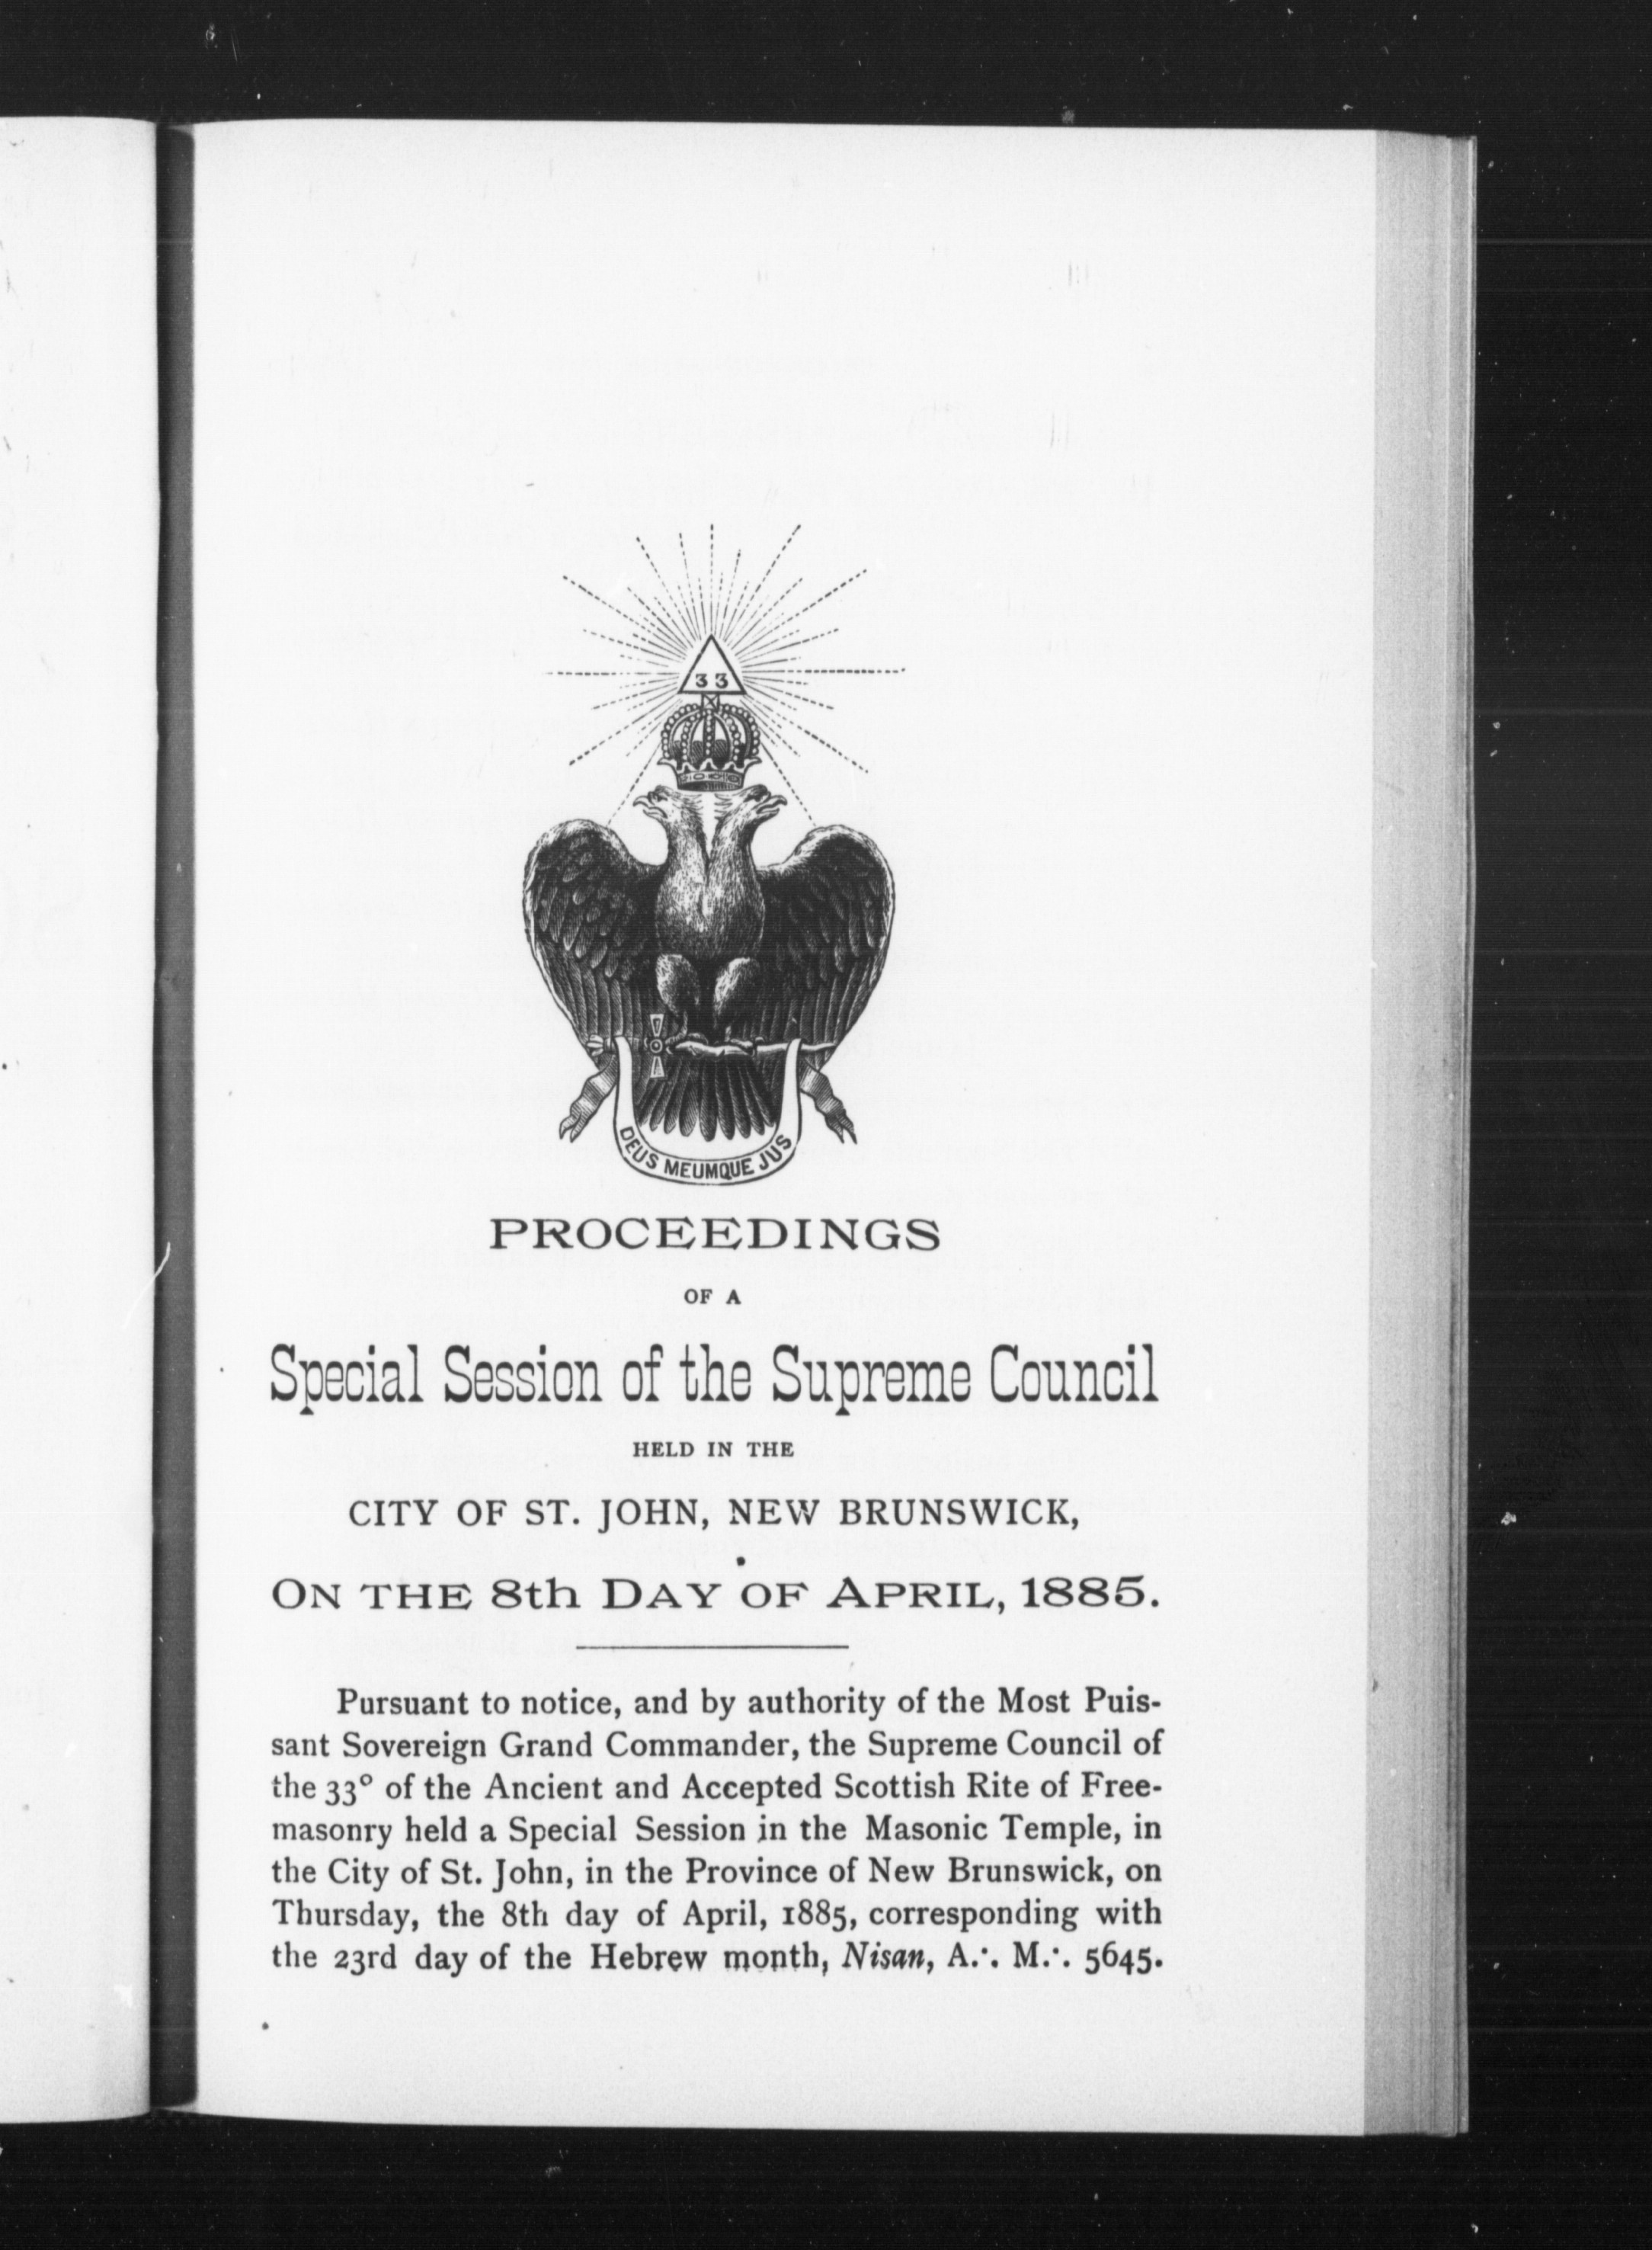 33
DEUS MEUMQUE JUS
PROCEEDINGS
OF A
Special Session of the Supreme Council
HELD IN THE
CITY OF ST. JOHN, NEW BRUNSWICK,
ON THE 8th DAY OF APRIL, 1885.
Pursuant to notice, and by authority of the Most Puis-
sant Sovereign Grand Commander, the Supreme Council of
the 33° of the Ancient and Accepted Scottish Rite of Free-
masonry held a Special Session in the Masonic Temple, in
the City of St. John, in the Province of New Brunswick, on
Thursday, the 8th day of April, 1885, corresponding with
the 23rd day of the Hebrew month, Nisan, A.∙. M.∙. 5645.